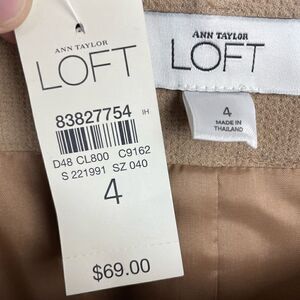 ANN TAYLOR
LOFT
83827754 IH
D48 CL800 C9162
S 221991 SZ 040
4
$69.00
ANN TAYLOR
LOFT
4
MADE IN
THAILAND